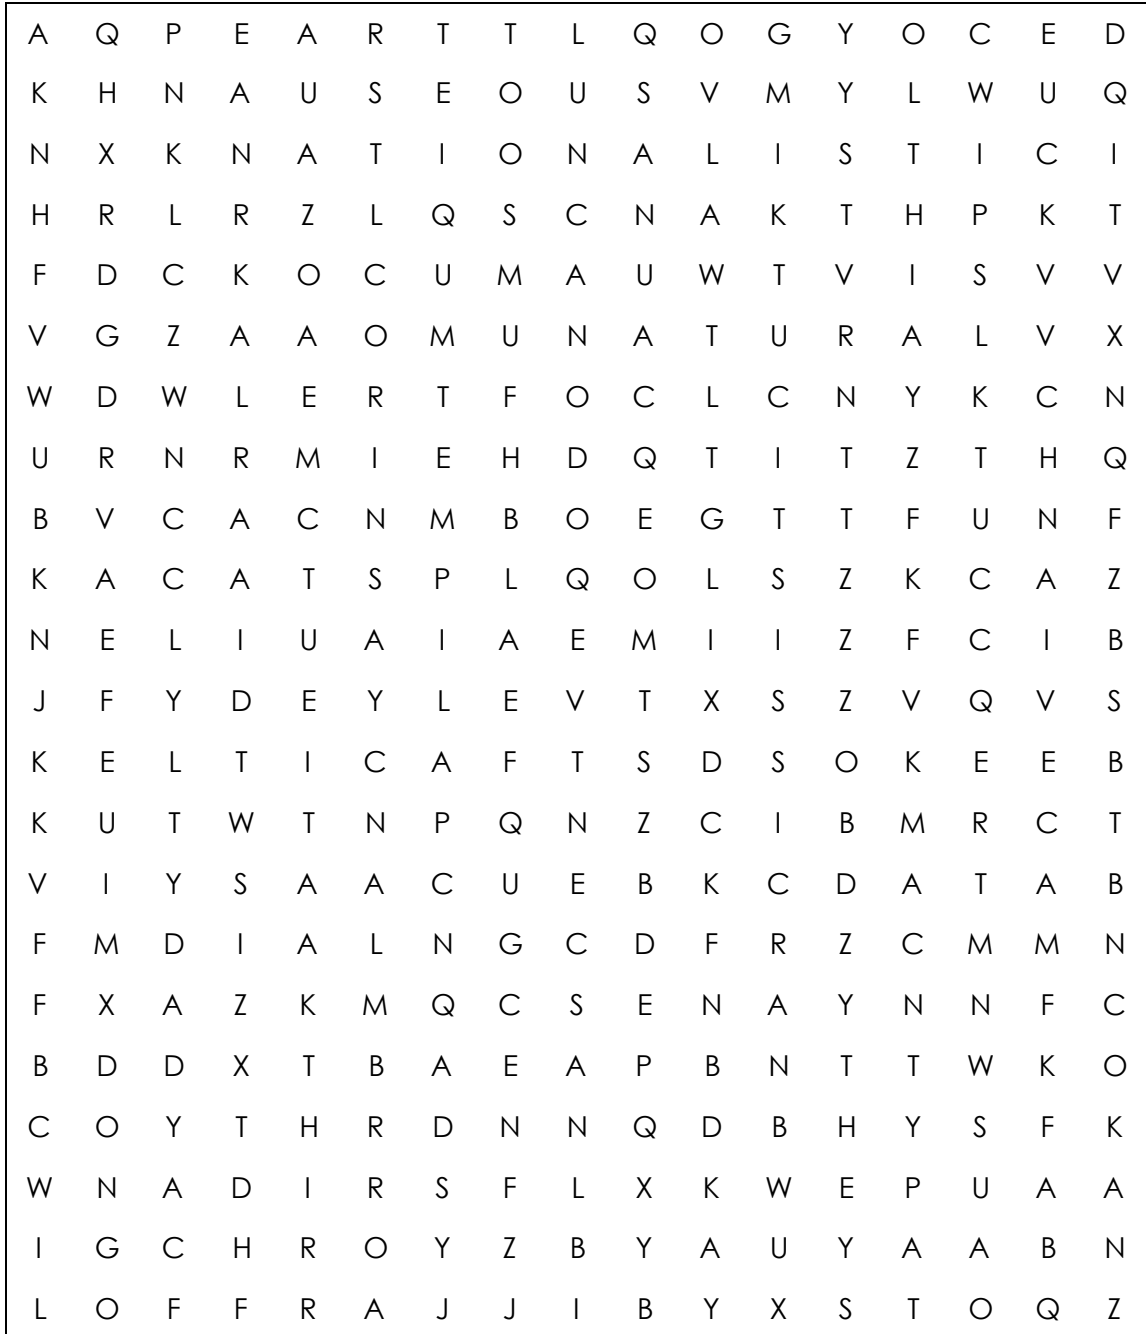 A Q P E A R T T L Q O G Y O C E D
K H N A U S E O U S V M Y L W U Q
N X K N A T I O N A L I S T I C I
H R L R Z L Q S C N A K T H P K T
F D C K O C U M A U W T V I S V V
V G Z A A O M U N A T U R A L V X
W D W L E R T F O C L C N Y K C N
U R N R M I E H D Q T I T Z T H Q
B V C A C N M B O E G T T F U N F
K A C A T S P L Q O L S Z K C A Z
N E L I U A I A E M I I Z F C I B
J F Y D E Y L E V T X S Z V Q V S
K E L T I C A F T S D S O K E E B
K U T W T N P Q N Z C I B M R C T
V I Y S A A C U E B K C D A T A B
F M D I A L N G C D F R Z C M M N
F X A Z K M Q C S E N A Y N N F C
B D D X T B A E A P B N T T W K O
C O Y T H R D N N Q D B H Y S F K
W N A D I R S F L X K W E P U A A
I G C H R O Y Z B Y A U Y A A B N
L O F F R A J J I B Y X S T O Q Z